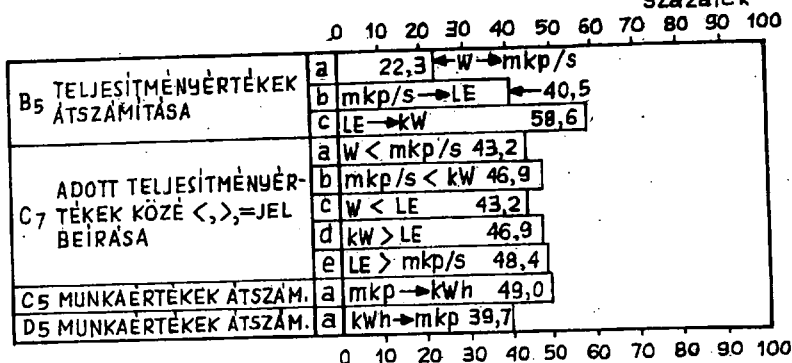 százalék
0 10 20 30 40 50 60 70 80 90 100
B5 TELJESÍTMÉNYÉRTÉKEK ÁTSZÁMÍTÁSA
a 22,3 ←W→mkp/s
b mkp/s→LE ←40,5
c LE→kW 58,6
C7 ADOTT TELJESÍTMÉNYÉR-
TÉKEK KÖZÉ <,>,=JEL
BEÍRÁSA
a W < mkp/s 43,2
b mkp/s < kW 46,9
c W < LE 43,2
d kW > LE 46,9
e LE > mkp/s 48,4
C5 MUNKAÉRTÉKEK ÁTSZÁM. a mkp→kWh 49,0
D5 MUNKAÉRTÉKEK ÁTSZÁM. a kWh→mkp 39,7
0 10 20 30 40 50 60 70 80 90 100